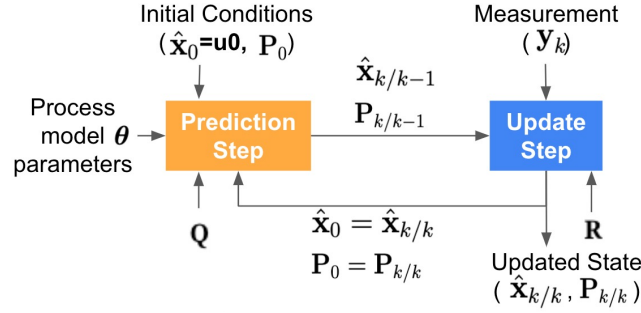 Initial Conditions
( x̂₀=u0, P₀ )
Measurement
( yₖ )
Process
model θ
parameters
Prediction
Step
x̂ₖ/ₖ₋₁
Pₖ/ₖ₋₁
Update
Step
Q
x̂₀ = x̂ₖ/ₖ
P₀ = Pₖ/ₖ
R
Updated State
( x̂ₖ/ₖ , Pₖ/ₖ )